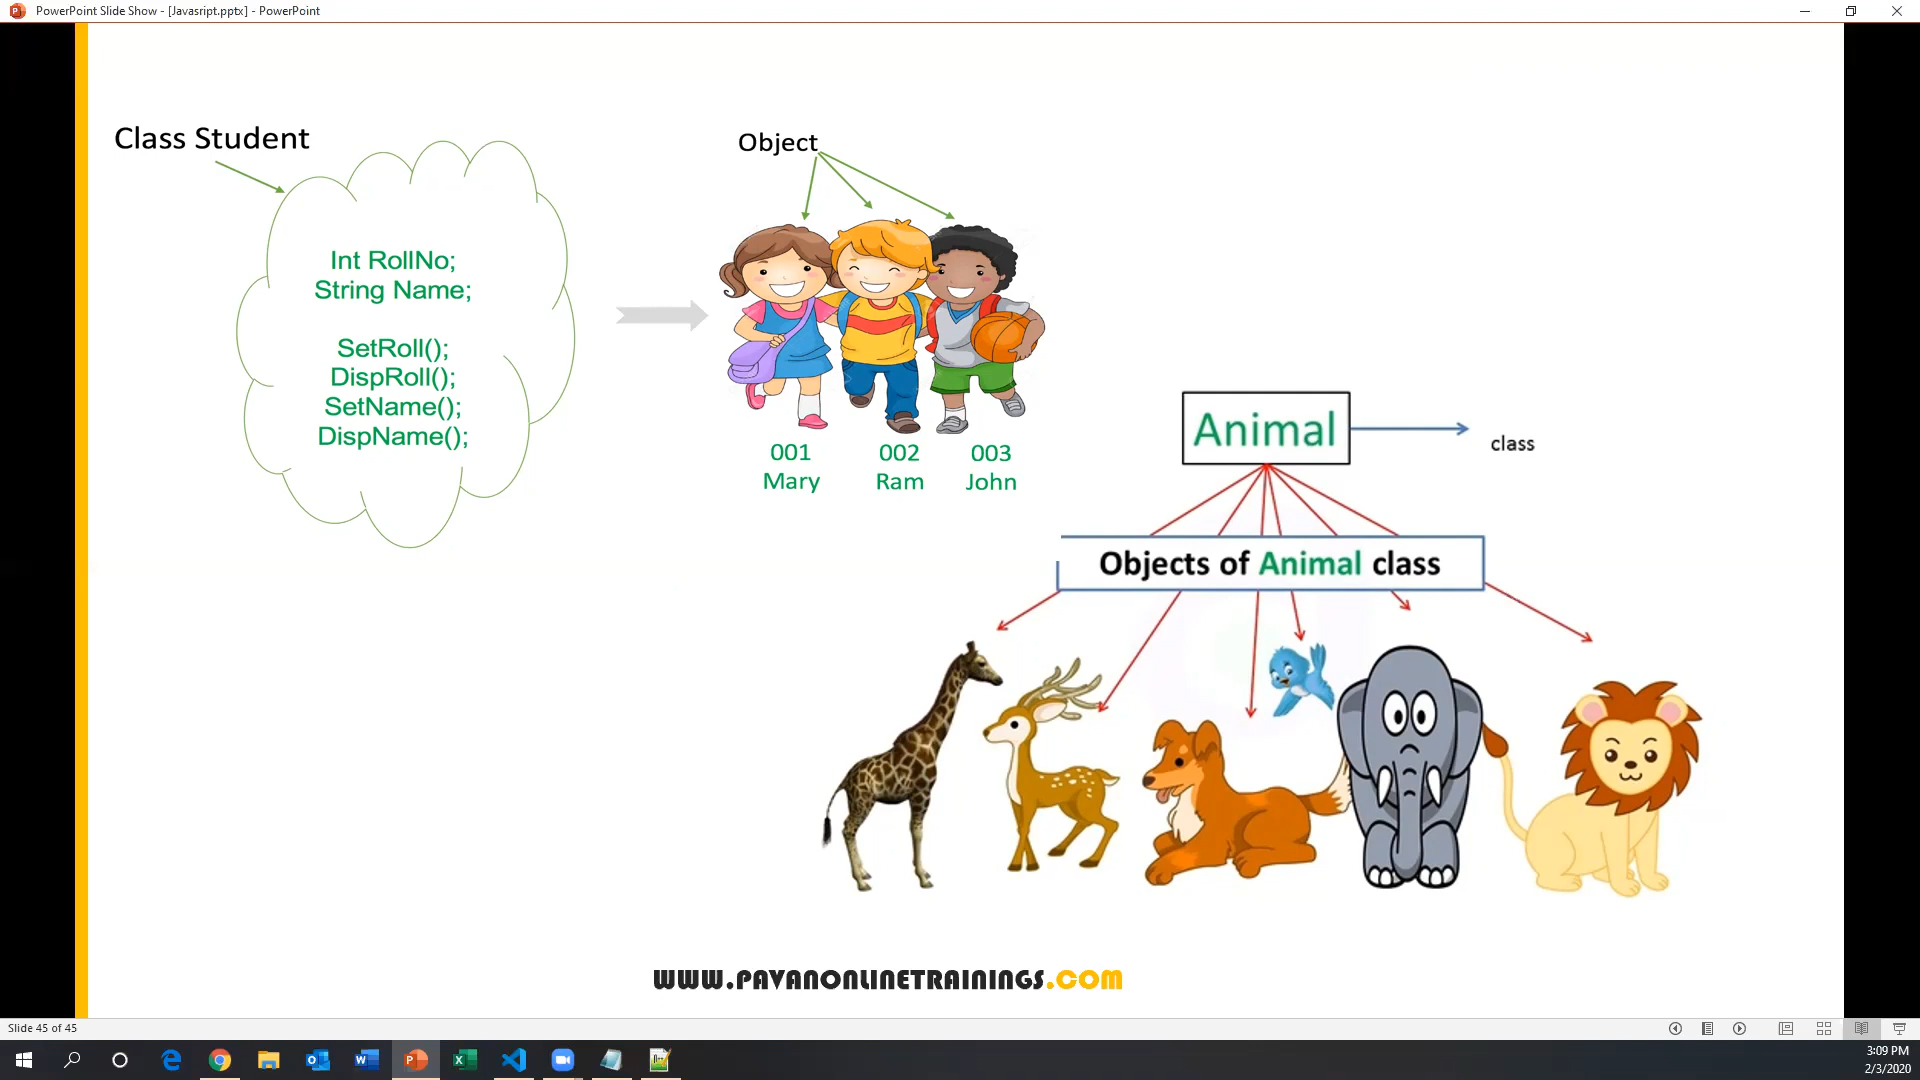 PowerPoint Slide Show - [Javasript.pptx] - PowerPoint
Class Student
Int RollNo;
String Name;
SetRoll();
DispRoll();
SetName();
DispName();
Object
001 002 003
Mary Ram John
Animal
class
Objects of Animal class
WWW.PAVANONLINETRAININGS.COM
Slide 45 of 45
3:09 PM
2/3/2020